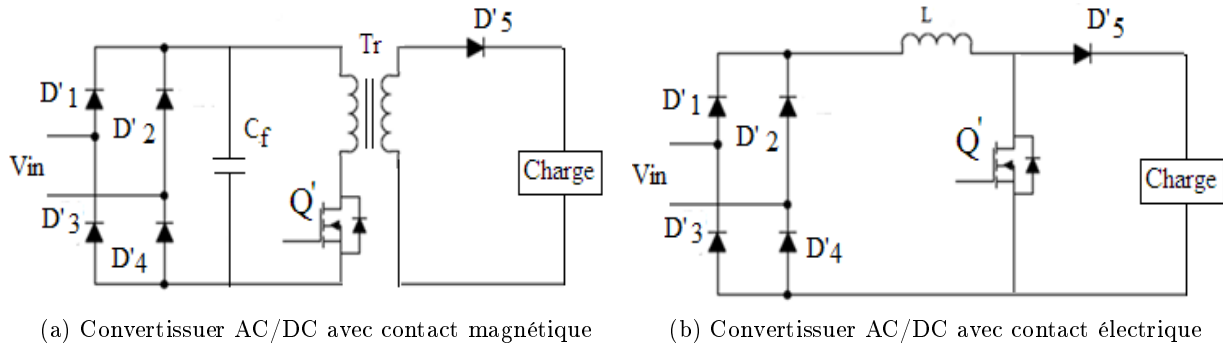 D'5
Tr
D'1
D'2
Cf
Vin
Q'
Charge
D'3
D'4
(a) Convertissuer AC/DC avec contact magnétique
L
D'5
D'1
D'2
Q'
Vin
Charge
D'3
D'4
(b) Convertissuer AC/DC avec contact électrique